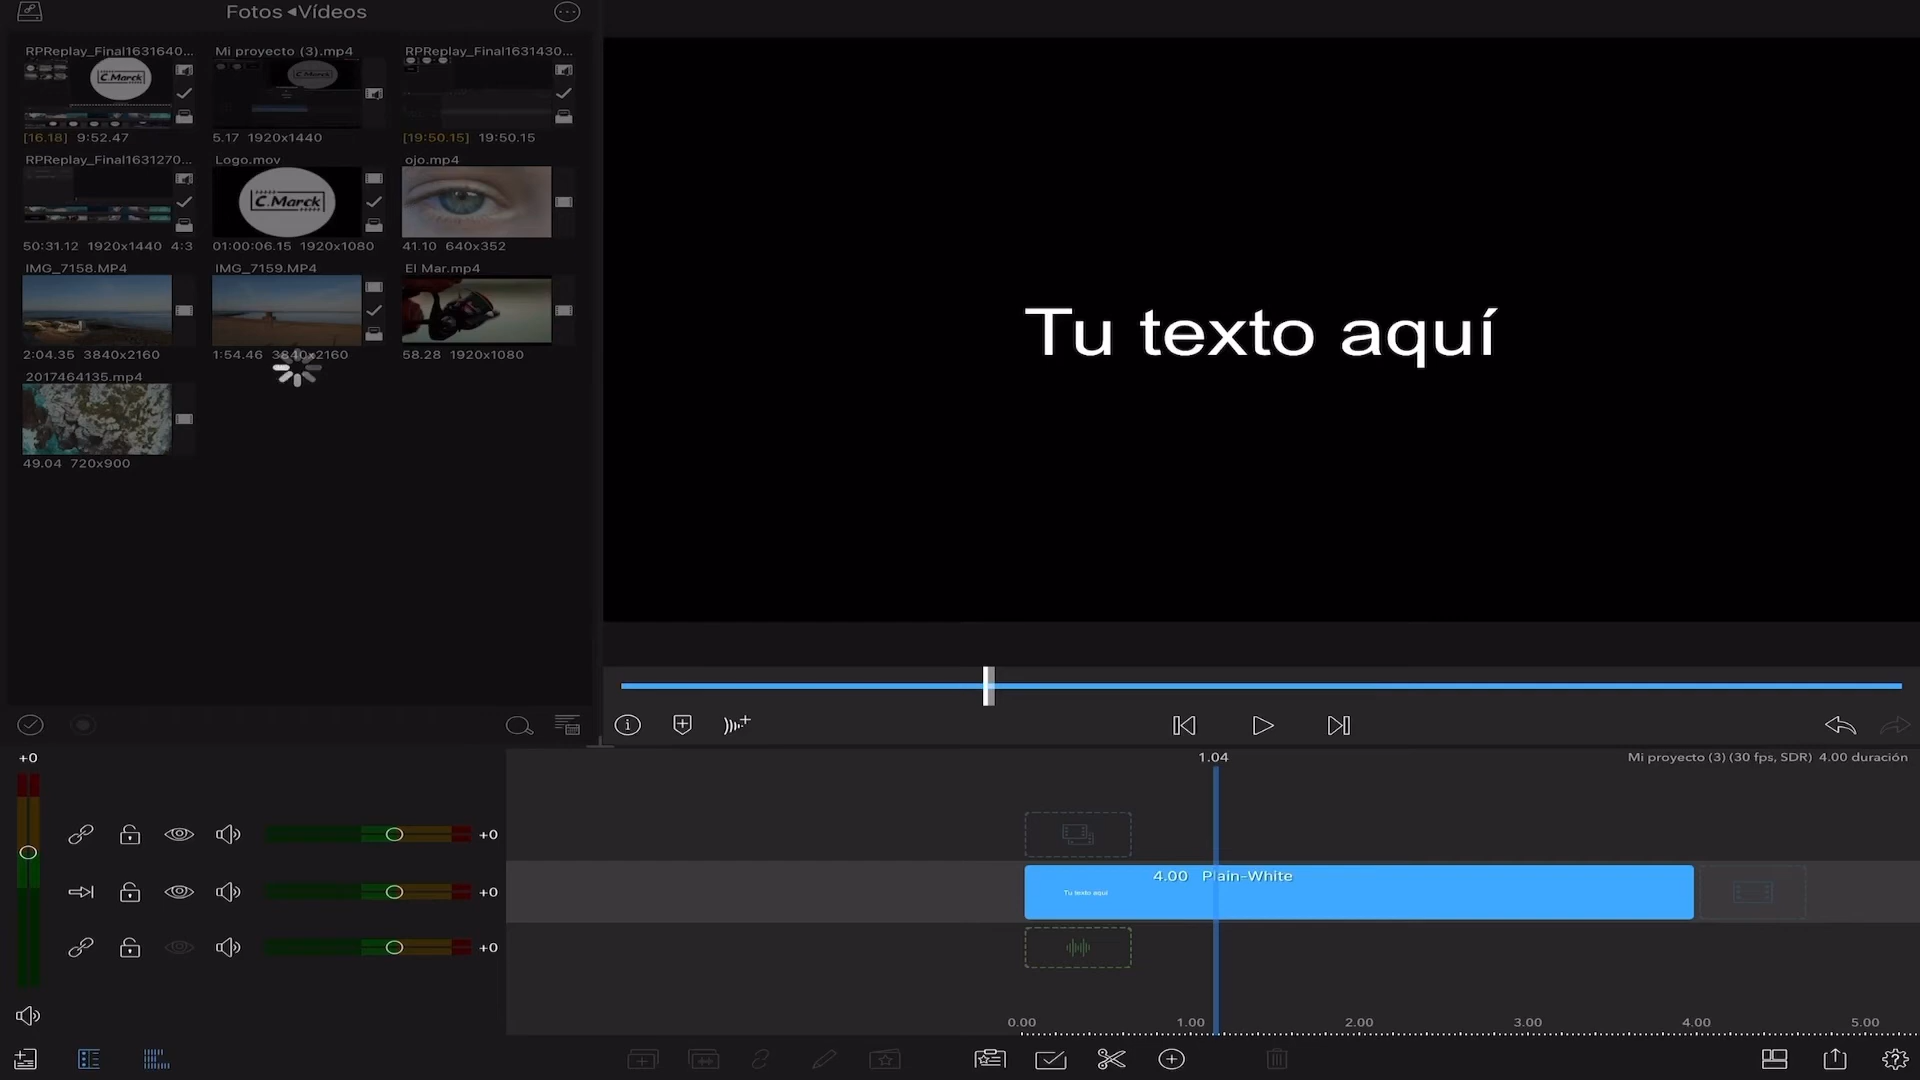 Fotos ◂Vídeos
RPReplay_Final1631640...
Mi proyecto (3).mp4
RPReplay_Final1631430...
C.Marck
C.Marck
[16.18] 9:52.47
5.17 1920x1440
[19:50.15] 19:50.15
RPReplay_Final1631270...
Logo.mov
ojo.mp4
C.Marck
50:31.12 1920x1440 4:3
01:00:06.15 1920x1080
41.10 640x352
IMG_7158.MP4
IMG_7159.MP4
El Mar.mp4
2:04.35 3840x2160
1:54.46 3840x2160
58.28 1920x1080
2017464135.mp4
49.04 720x900
Tu texto aquí
+0
1.04
Mi proyecto (3) (30 fps, SDR) 4.00 duración
+0
4.00 Plain-White
Tu texto aquí
+0
+0
0.00 1.00 2.00 3.00 4.00 5.00